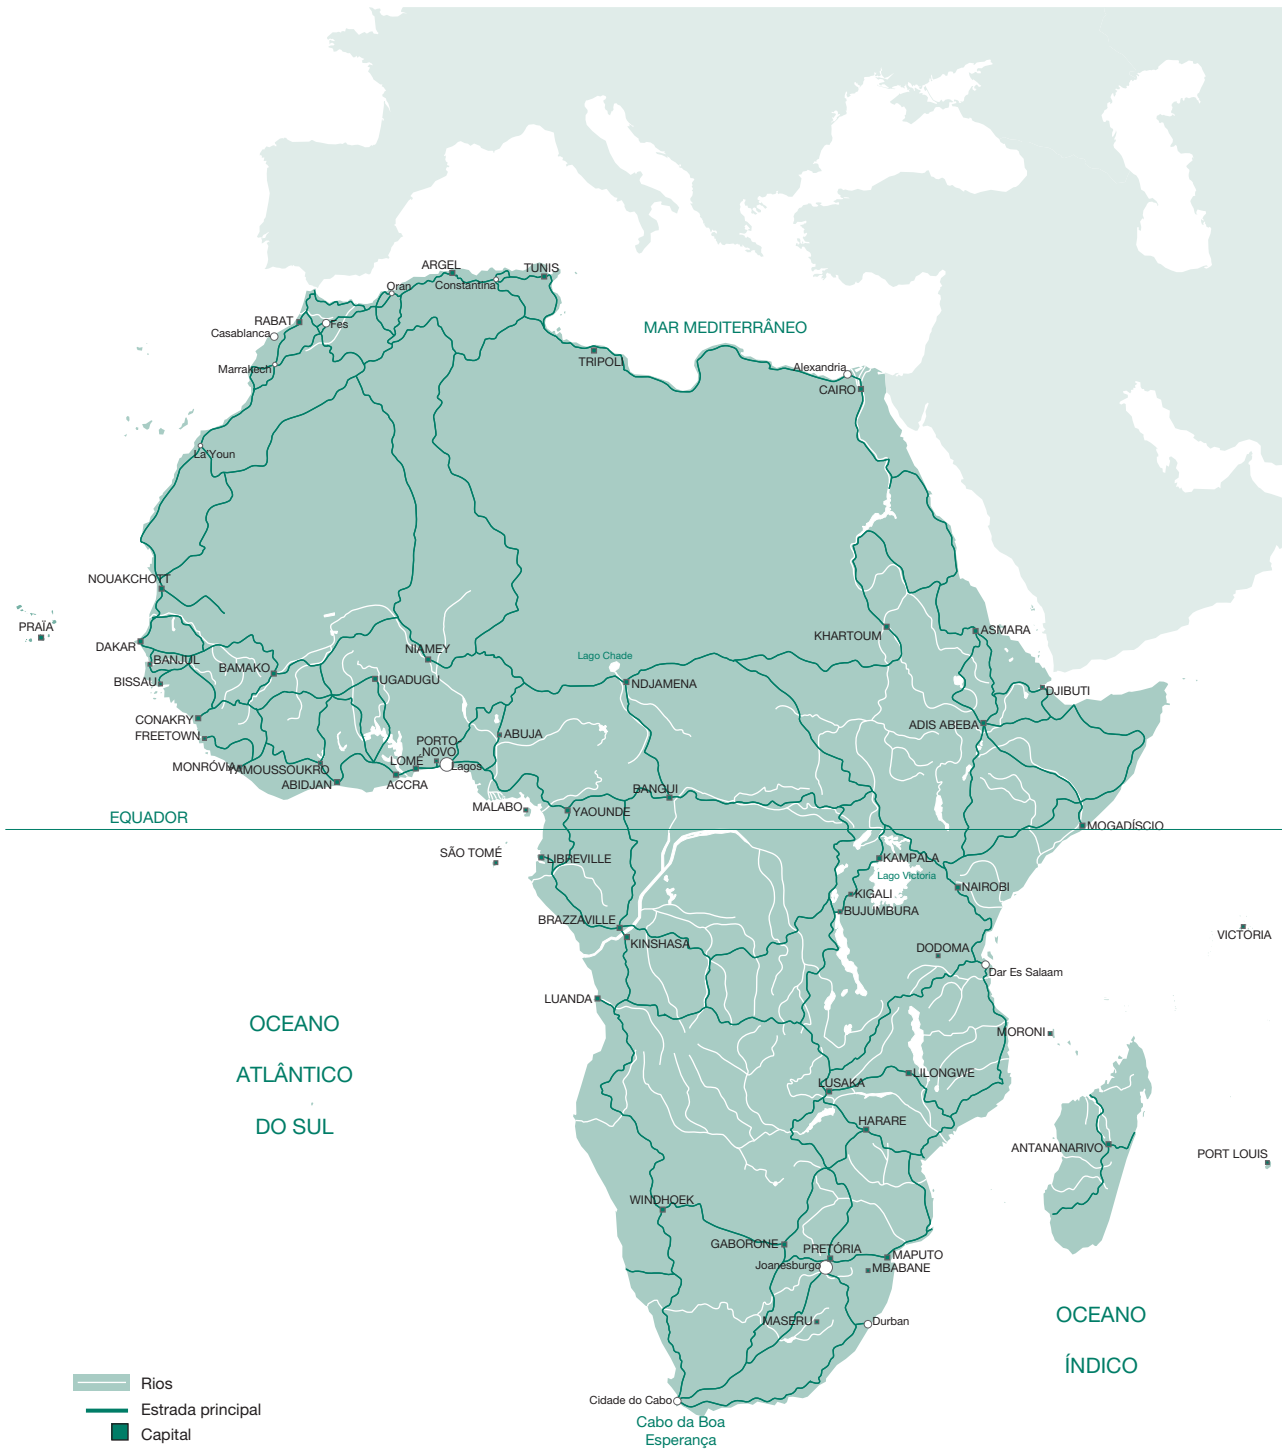 ARGEL
TUNIS
Oran
Constantina
RABAT
Fes
Casablanca
MAR MEDITERRÂNEO
TRIPOLI
Marrakech
Alexandria
CAIRO
La'Youn
NOUAKCHOTT
PRAÏA
DAKAR
KHARTOUM
ASMARA
BANJUL
BAMAKO
NIAMEY
Lago Chade
BISSAU
UGADUGU
NDJAMENA
DJIBUTI
CONAKRY
FREETOWN
ADIS ABEBA
PORTO
NOVO
ABUJA
MONRÓVIA
YAMOUSSOUKRO
LOMÉ
Lagos
ABIDJAN
ACCRA
BANGUI
MALABO
YAOUNDE
EQUADOR
MOGADÍSCIO
SÃO TOMÉ
LIBREVILLE
KAMPALA
Lago Victoria
KIGALI
NAIROBI
BUJUMBURA
BRAZZAVILLE
KINSHASA
VICTORIA
DODOMA
Dar Es Salaam
LUANDA
OCEANO
ATLÂNTICO
DO SUL
MORONI
LILONGWE
LUSAKA
HARARE
ANTANANARIVO
PORT LOUIS
WINDHOEK
GABORONE
PRETÓRIA
MAPUTO
Joanesburgo
MBABANE
MASERU
Durban
OCEANO
ÍNDICO
Rios
Estrada principal
Capital
Cidade do Cabo
Cabo da Boa
Esperança